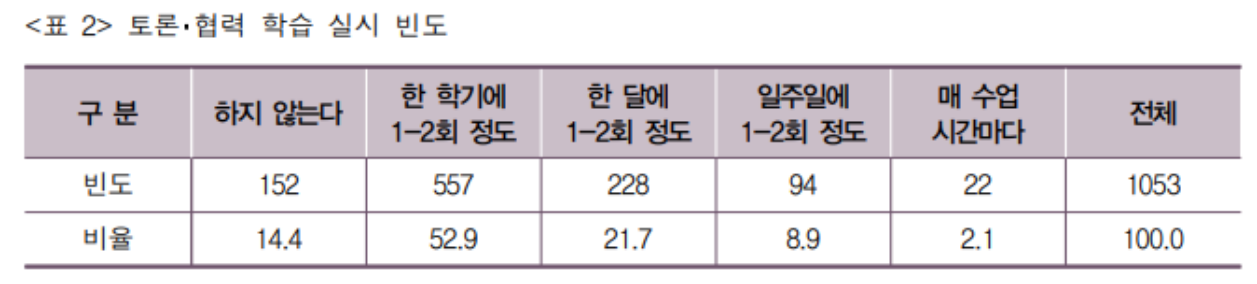 <표 2> 토론·협력 학습 실시 빈도
구 분 하지 않는다 한 학기에 1-2회 정도 한 달에 1-2회 정도 일주일에 1-2회 정도 매 수업 시간마다 전체
빈도 152 557 228 94 22 1053
비율 14.4 52.9 21.7 8.9 2.1 100.0